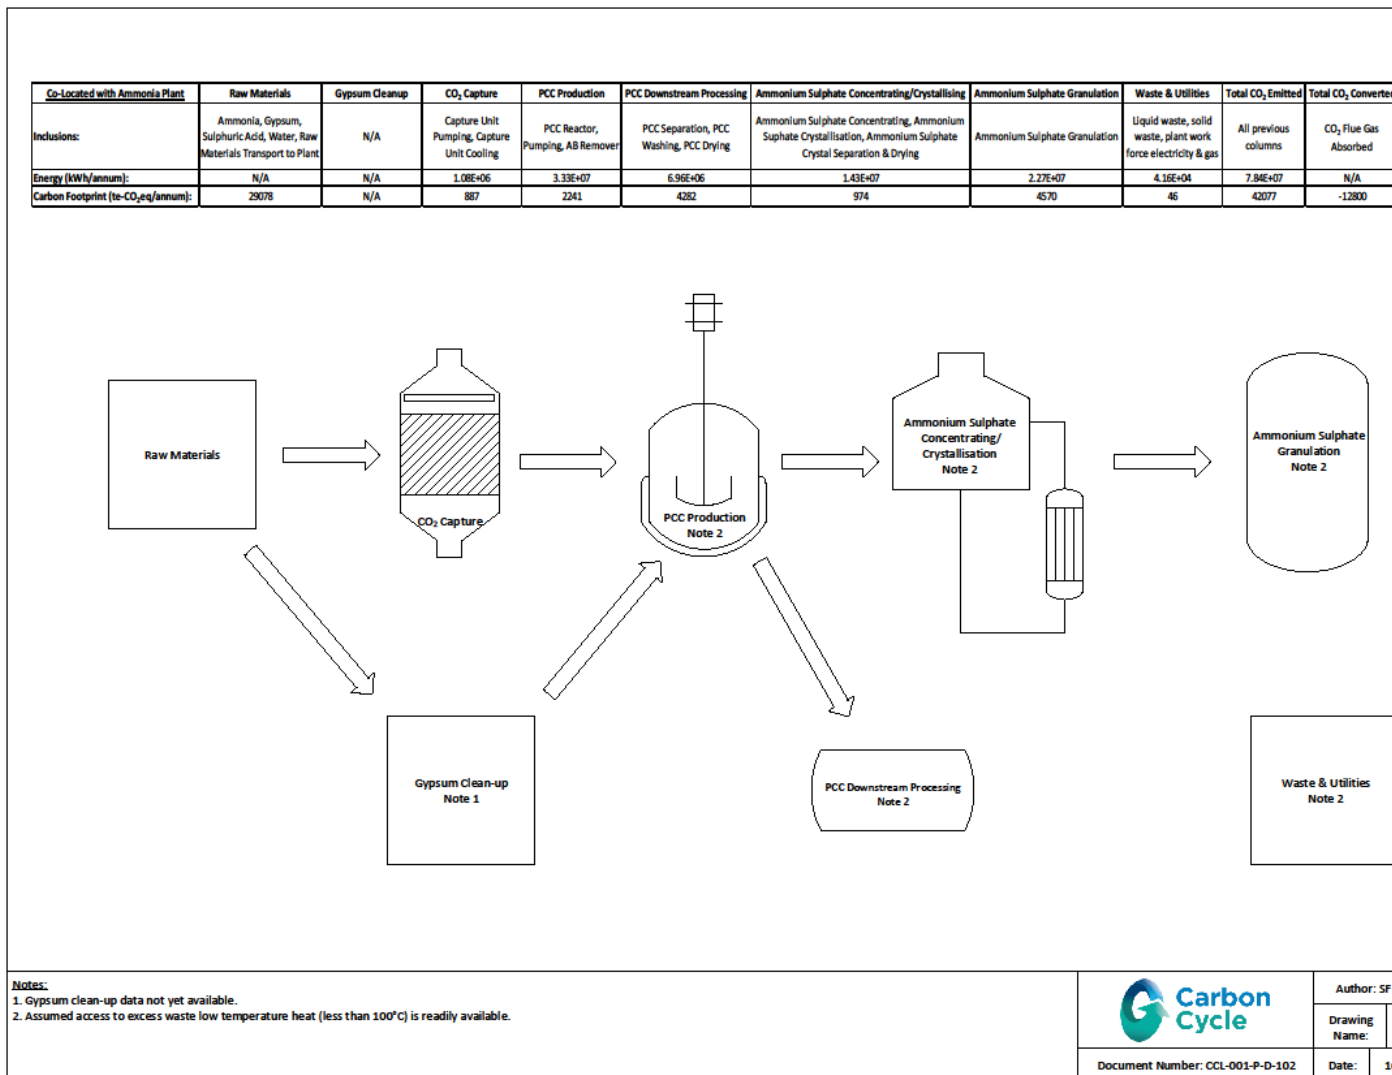 Co-Located with Ammonia Plant | Raw Materials | Gypsum Cleanup | CO₂ Capture | PCC Production | PCC Downstream Processing | Ammonium Sulphate Concentrating/Crystallising | Ammonium Sulphate Granulation | Waste & Utilities | Total CO₂ Emitted | Total CO₂ Converted
Inclusions: | Ammonia, Gypsum, Sulphuric Acid, Water, Raw Materials Transport to Plant | N/A | Capture Unit Pumping, Capture Unit Cooling | PCC Reactor, Pumping, AB Remover | PCC Separation, PCC Washing, PCC Drying | Ammonium Sulphate Concentrating, Ammonium Suphate Crystallisation, Ammonium Sulphate Crystal Separation & Drying | Ammonium Sulphate Granulation | Liquid waste, solid waste, plant work force electricity & gas | All previous columns | CO₂ Flue Gas Absorbed
Energy (kWh/annum): | N/A | N/A | 1.08E+06 | 3.33E+07 | 6.96E+06 | 1.43E+07 | 2.27E+07 | 4.16E+04 | 7.84E+07 | N/A
Carbon Footprint (te-CO₂eq/annum): | 29078 | N/A | 887 | 2241 | 4282 | 974 | 4570 | 46 | 42077 | -12800
Raw Materials
CO₂ Capture
PCC Production
Note 2
Ammonium Sulphate
Concentrating/
Crystallisation
Note 2
Ammonium Sulphate
Granulation
Note 2
Gypsum Clean-up
Note 1
PCC Downstream Processing
Note 2
Waste & Utilities
Note 2
Notes:
1. Gypsum clean-up data not yet available.
2. Assumed access to excess waste low temperature heat (less than 100°C) is readily available.
Carbon
Cycle
Author: SF
Drawing
Name:
Document Number: CCL-001-P-D-102
Date: